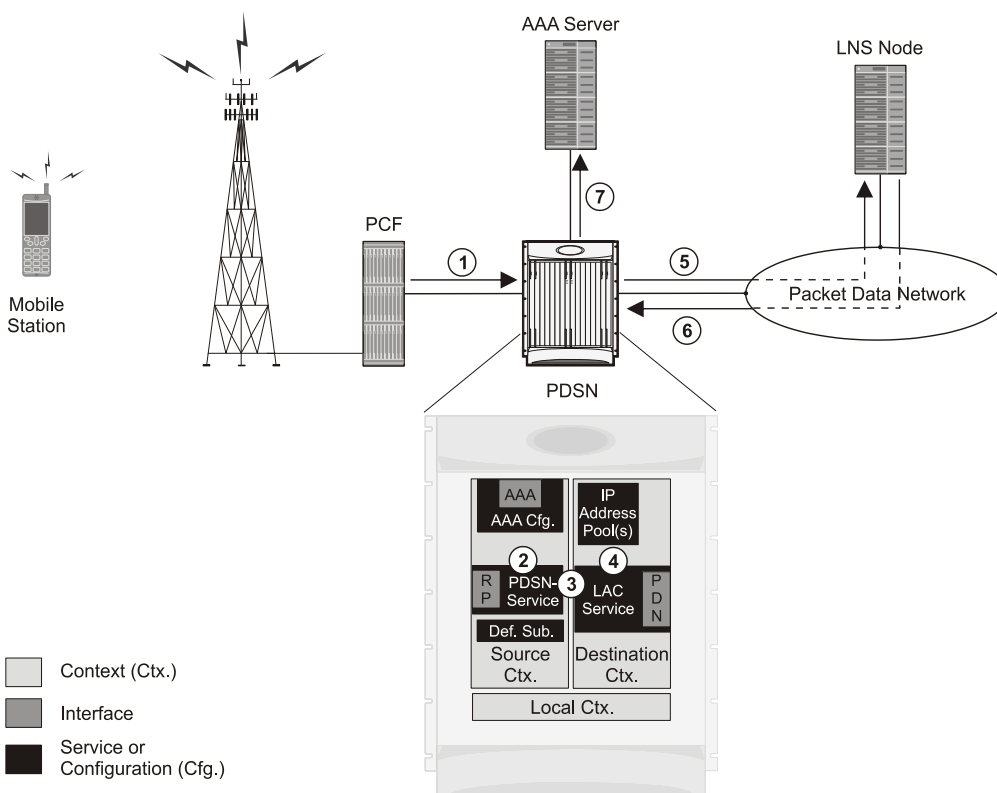 AAA Server
LNS Node
7
PCF
1
5
Packet Data Network
6
Mobile
Station
PDSN
AAA
AAA Cfg.
IP
Address
Pool(s)
2
4
R
P
PDSN-
Service
3
LAC
Service
P
D
N
Def. Sub.
Source
Ctx.
Destination
Ctx.
Local Ctx.
Context (Ctx.)
Interface
Service or
Configuration (Cfg.)